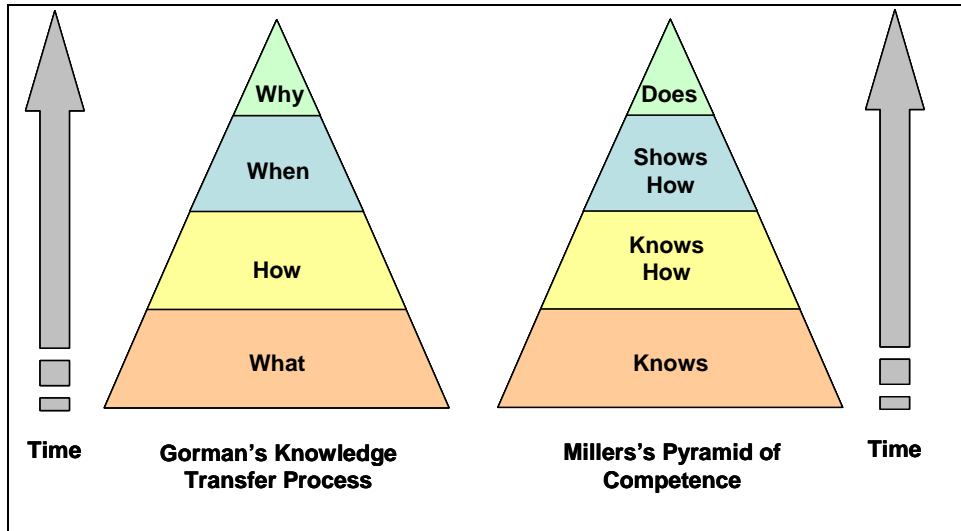 Why
When
How
What
Time
Gorman's Knowledge
Transfer Process
Does
Shows
How
Knows
How
Knows
Millers's Pyramid of
Competence
Time